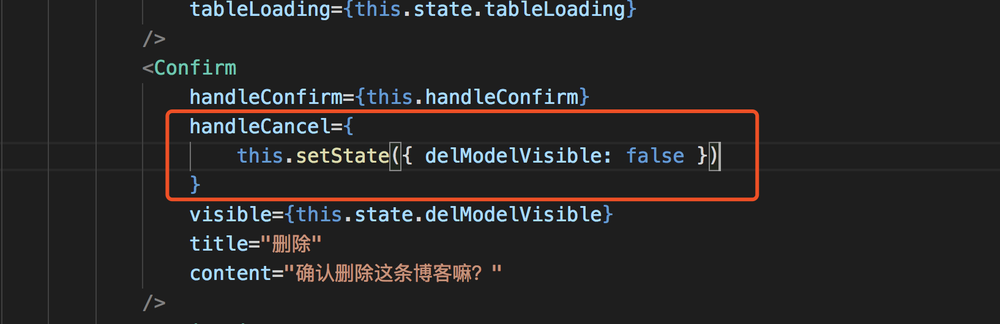 tableLoading={this.state.tableLoading}
/>
<Confirm
handleConfirm={this.handleConfirm}
handleCancel={
this.setState({ delModelVisible: false })
}
visible={this.state.delModelVisible}
title="删除"
content="确认删除这条博客嘛？"
/>